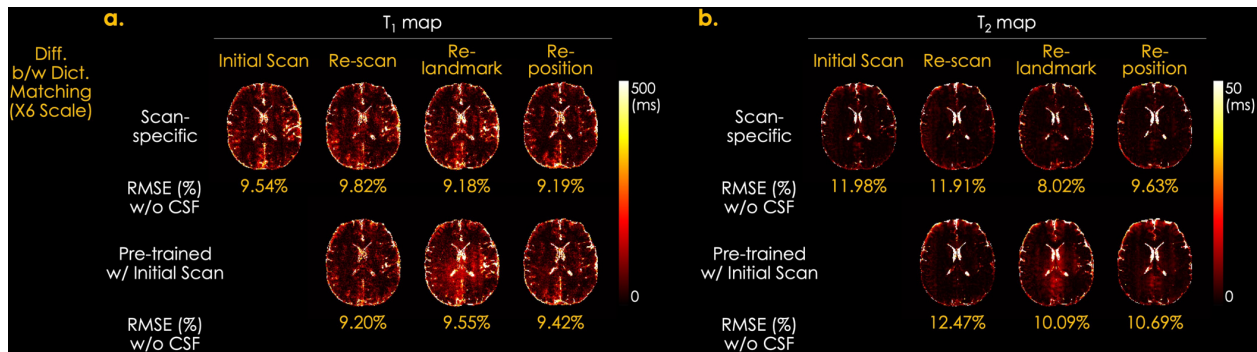 a.
T₁ map
Diff.
b/w Dict.
Matching
(X6 Scale)
Initial Scan
Re-scan
Re-
landmark
Re-
position
500
(ms)
0
Scan-
specific
RMSE (%)
w/o CSF
9.54%
9.82%
9.18%
9.19%
Pre-trained
w/ Initial Scan
RMSE (%)
w/o CSF
9.20%
9.55%
9.42%
b.
T₂ map
Initial Scan
Re-scan
Re-
landmark
Re-
position
50
(ms)
0
Scan-
specific
RMSE (%)
w/o CSF
11.98%
11.91%
8.02%
9.63%
Pre-trained
w/ Initial Scan
RMSE (%)
w/o CSF
12.47%
10.09%
10.69%